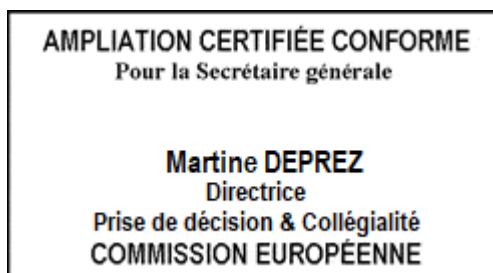 AMPLIATION CERTIFIÉE CONFORME
Pour la Secrétaire générale
Martine DEPREZ
Directrice
Prise de décision & Collégialité
COMMISSION EUROPÉENNE